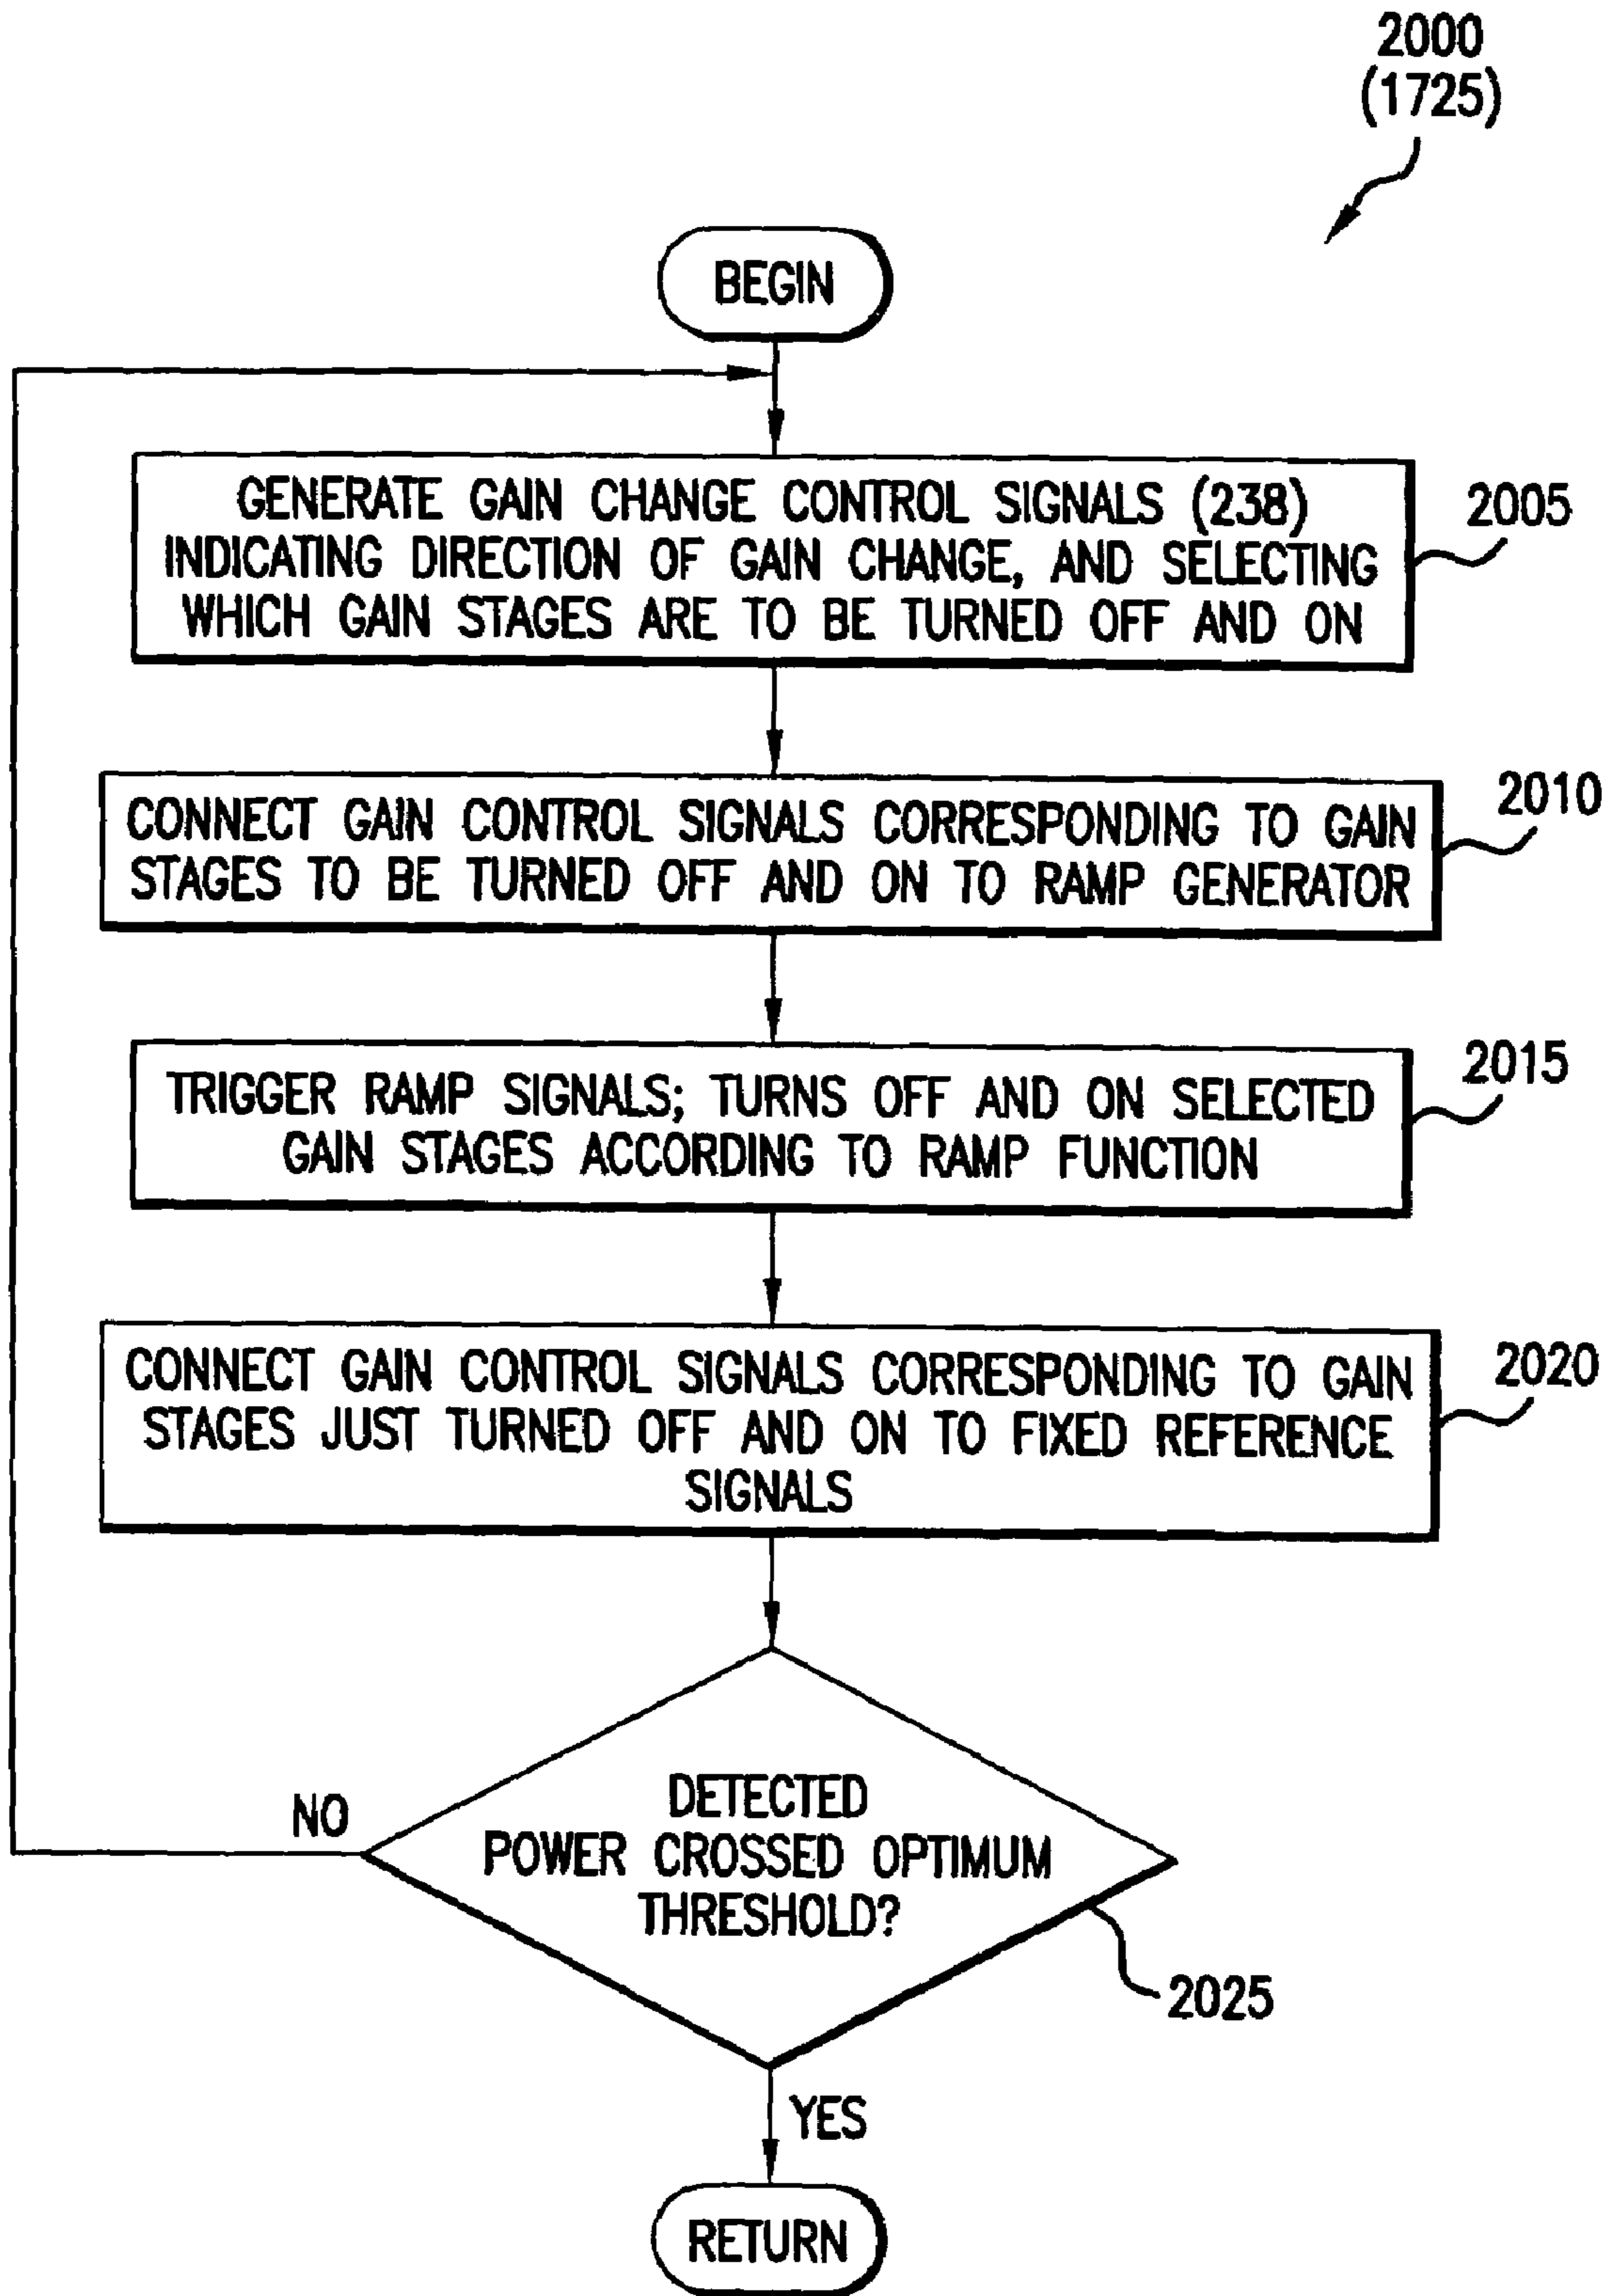 2000
(1725)
BEGIN
GENERATE GAIN CHANGE CONTROL SIGNALS (238)
INDICATING DIRECTION OF GAIN CHANGE, AND SELECTING
WHICH GAIN STAGES ARE TO BE TURNED OFF AND ON
2005
CONNECT GAIN CONTROL SIGNALS CORRESPONDING TO GAIN
STAGES TO BE TURNED OFF AND ON TO RAMP GENERATOR
2010
TRIGGER RAMP SIGNALS; TURNS OFF AND ON SELECTED
GAIN STAGES ACCORDING TO RAMP FUNCTION
2015
CONNECT GAIN CONTROL SIGNALS CORRESPONDING TO GAIN
STAGES JUST TURNED OFF AND ON TO FIXED REFERENCE
SIGNALS
2020
DETECTED
POWER CROSSED OPTIMUM
THRESHOLD?
NO
2025
YES
RETURN